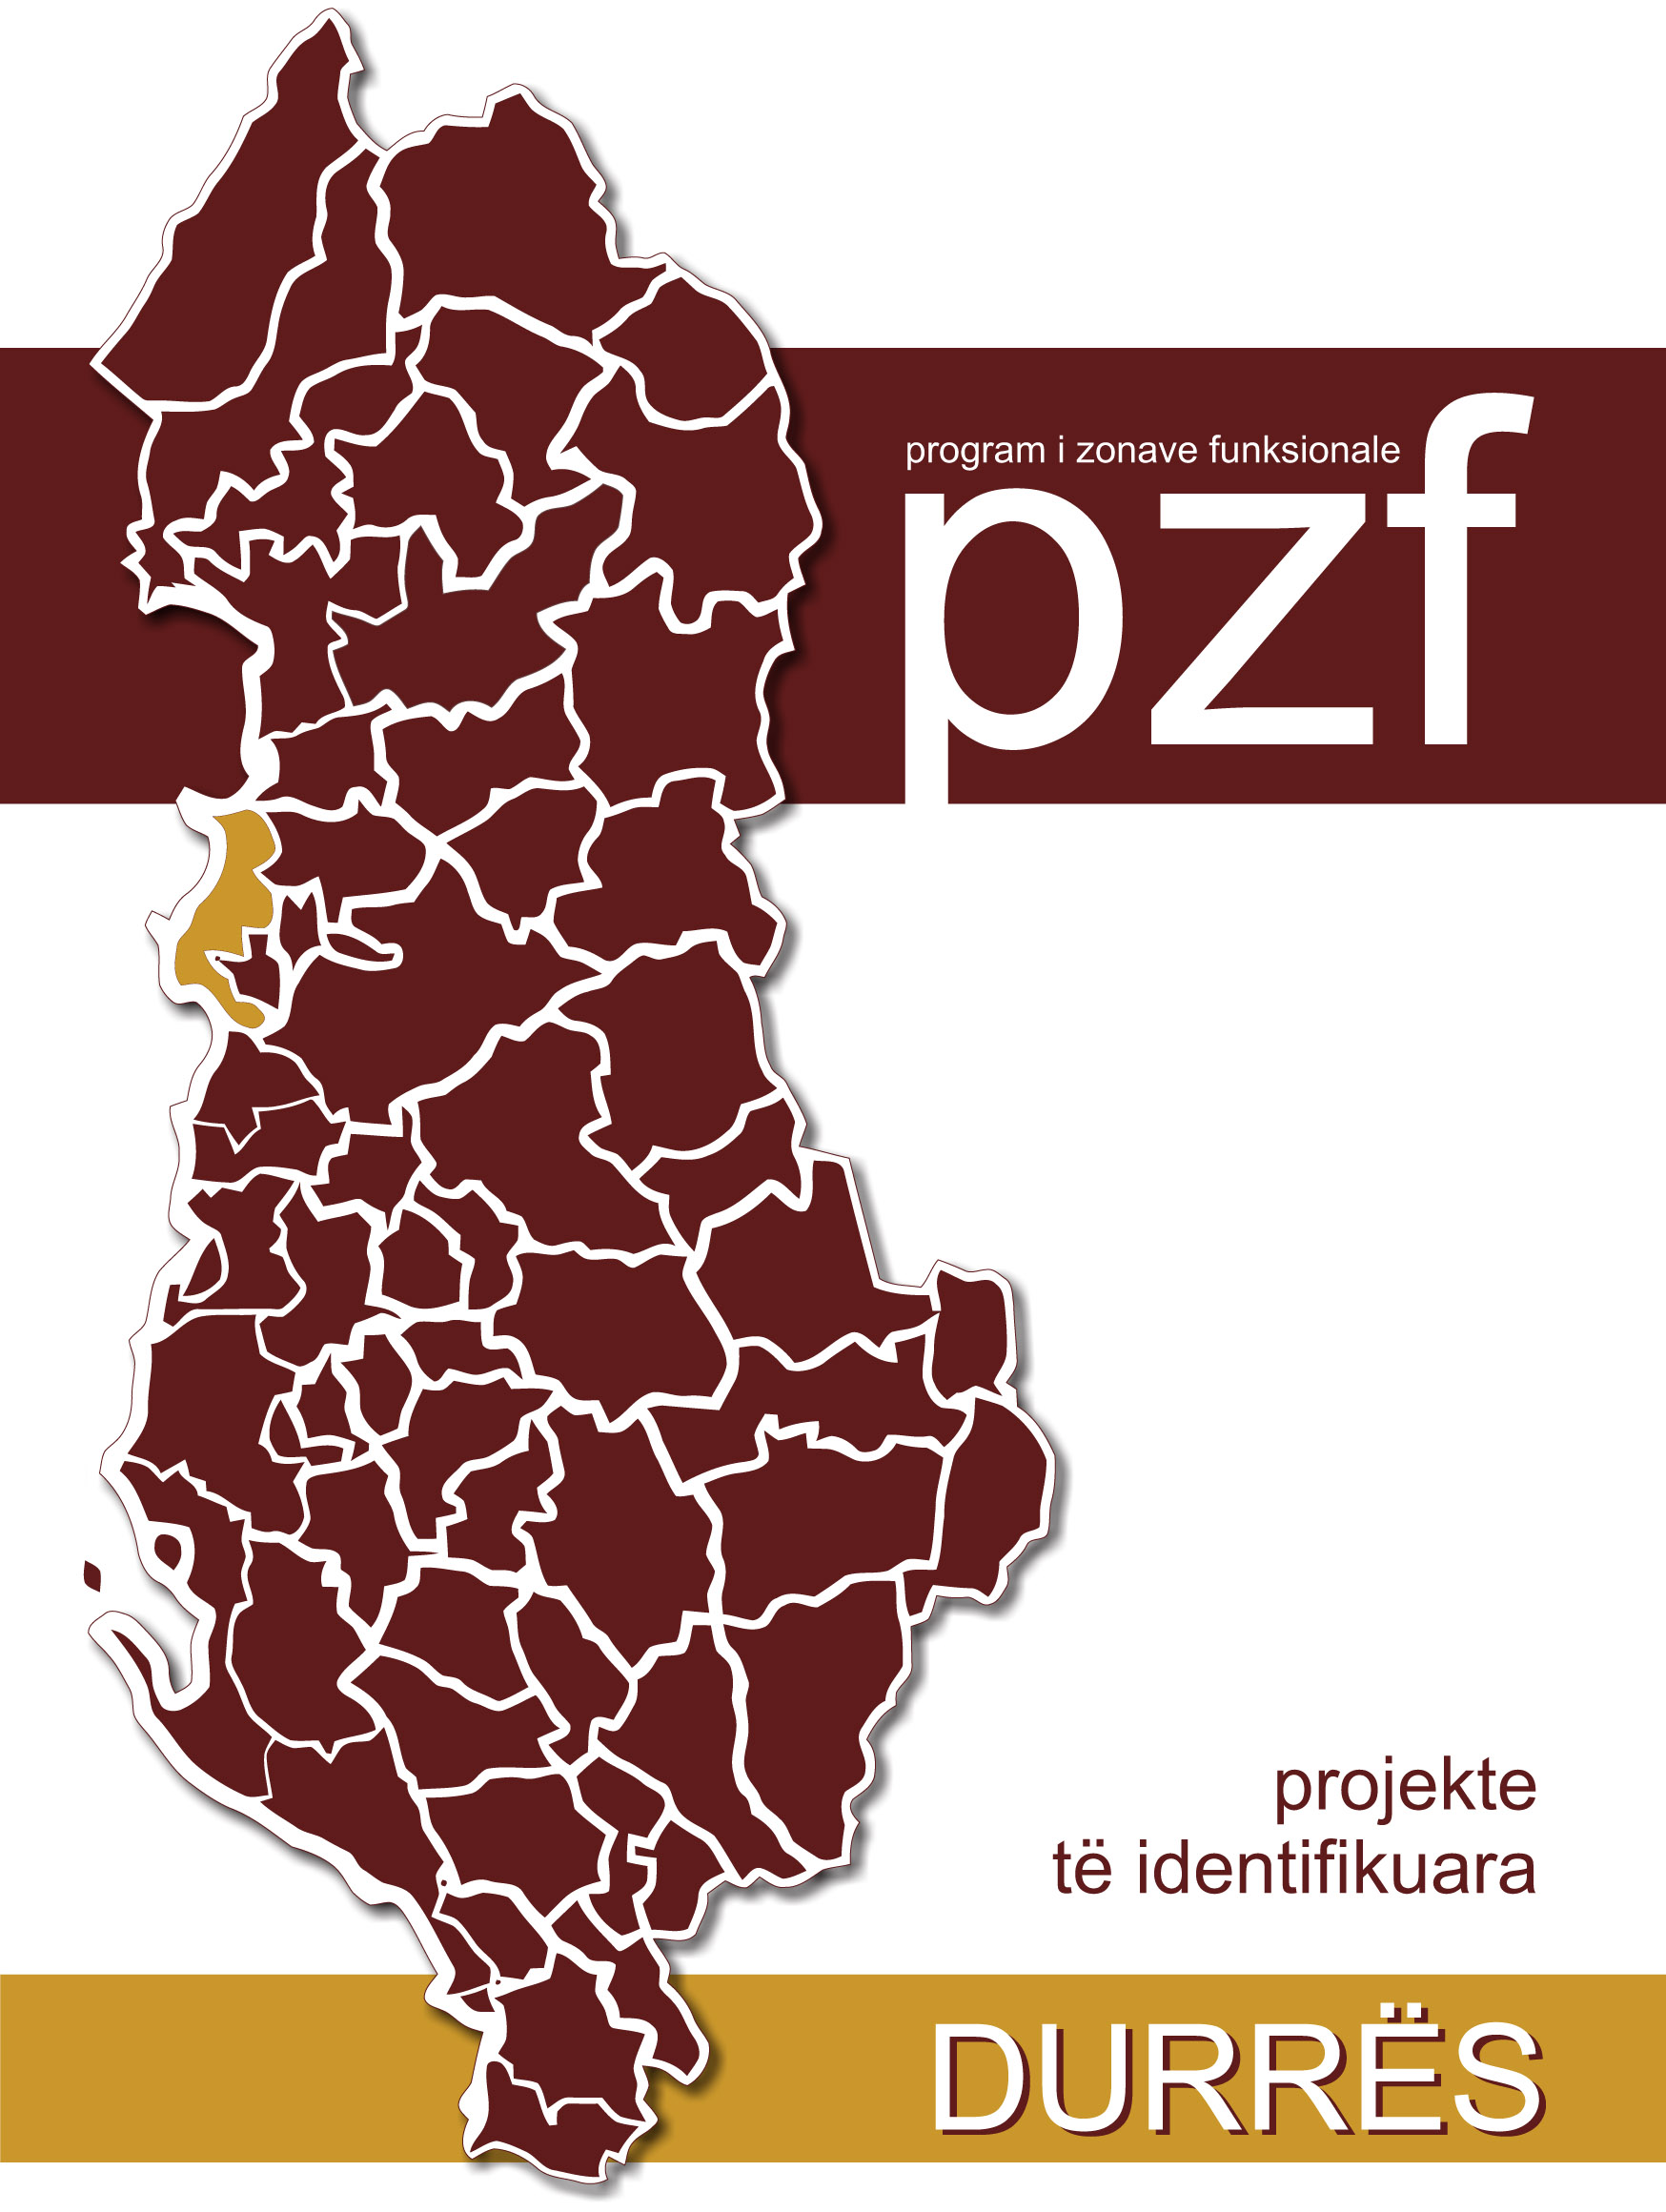 program i zonave funksionale
pzf
projekte
të identifikuara
DURRËS